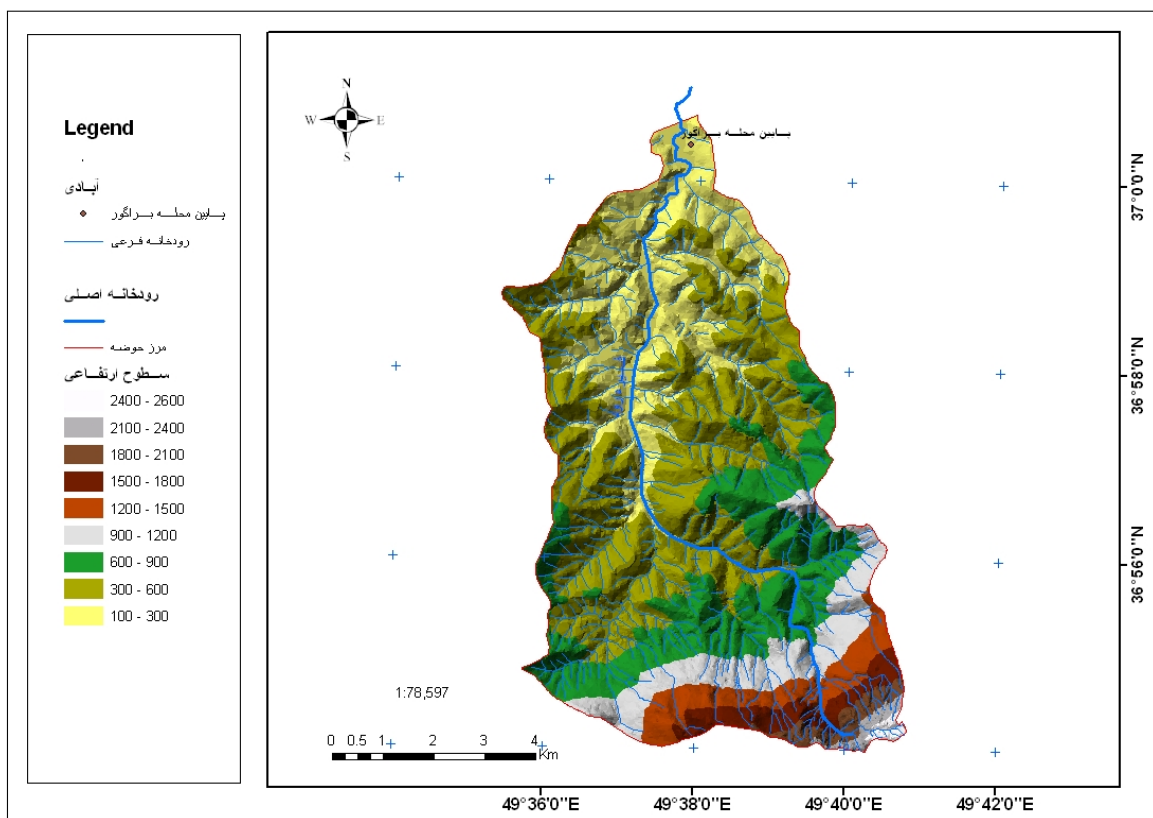 Legend
آبادی
پایین محله براگور
رودخانه فرعی
رودخانه اصلی
مرز حوضه
سطوح ارتفاعی
2400 - 2600
2100 - 2400
1800 - 2100
1500 - 1800
1200 - 1500
900 - 1200
600 - 900
300 - 600
100 - 300
N
W E
S
پایین محله براگور
37°0'0"N
36°58'0"N
36°56'0"N
1:78,597
0 0.5 1 2 3 4
Km
49°36'0"E 49°38'0"E 49°40'0"E 49°42'0"E